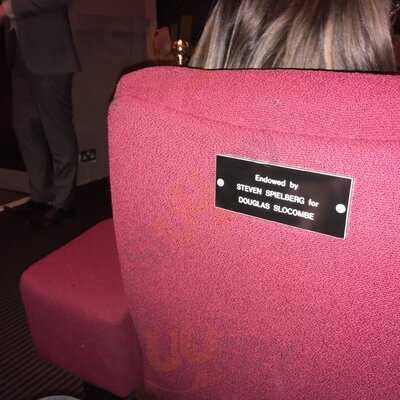 Endowed by
STEVEN SPIELBERG for
DOUGLAS SLOCOMBE